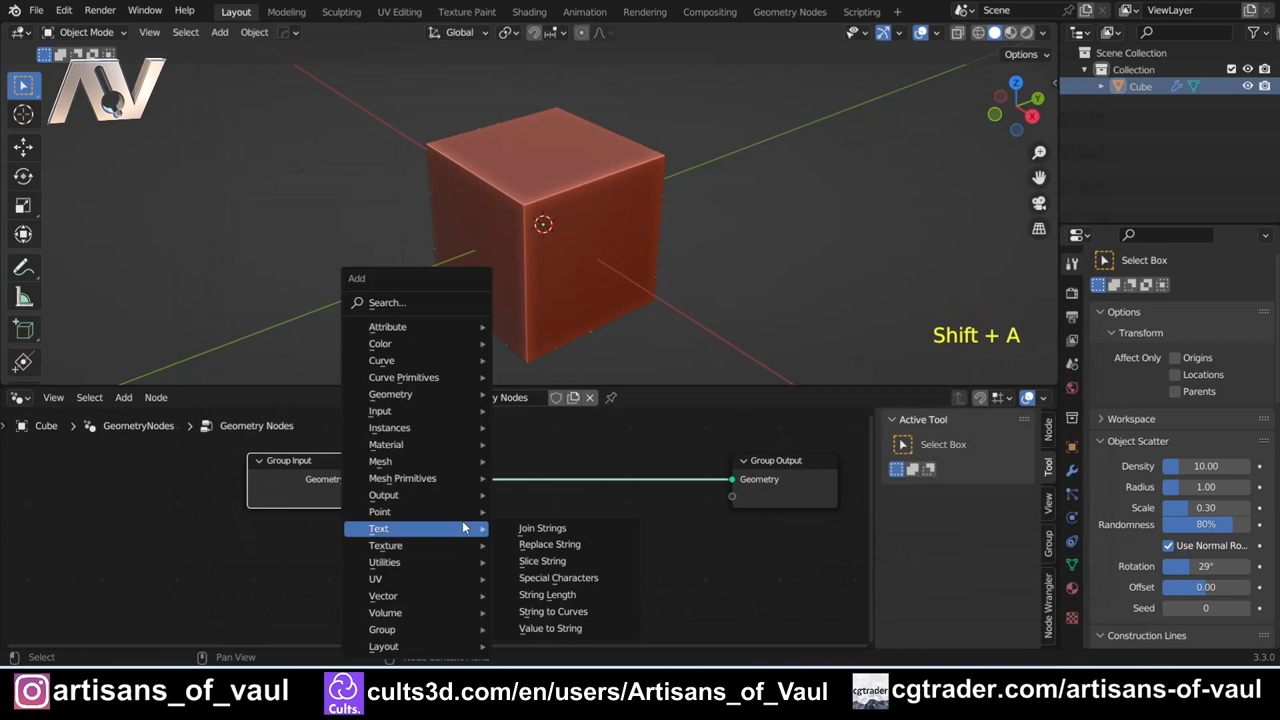 File Edit Render Window Help Layout Modeling Sculpting UV Editing Texture Paint Shading Animation Rendering Compositing Geometry Nodes Scripting Scene ViewLayer
Object Mode View Select Add Object Global
Options
AV
Z
Y
X
Scene Collection
Collection
Cube
Shift + A
Add
Search...
Attribute
Color
Curve
Curve Primitives
Geometry
Input
Instances
Material
Mesh
Mesh Primitives
Output
Point
Text
Texture
Utilities
UV
Vector
Volume
Group
Layout
Join Strings
Replace String
Slice String
Special Characters
String Length
String to Curves
Value to String
View Select Add Node
y Nodes
Cube GeometryNodes Geometry Nodes
Group Input
Geometry
Group Output
Geometry
Active Tool
Select Box
Node
Tool
View
Group
Node Wrangler
Select Box
Options
Transform
Affect Only Origins
Locations
Parents
Workspace
Object Scatter
Density 10.00
Radius 1.00
Scale 0.30
Randomness 80%
Use Normal Ro...
Rotation 29°
Offset 0.00
Seed 0
Construction Lines
Select Pan View
3.3.0
artisans_of_vaul
Cults.
cults3d.com/en/users/Artisans_of_Vaul
cgtrader
cgtrader.com/artisans-of-vaul